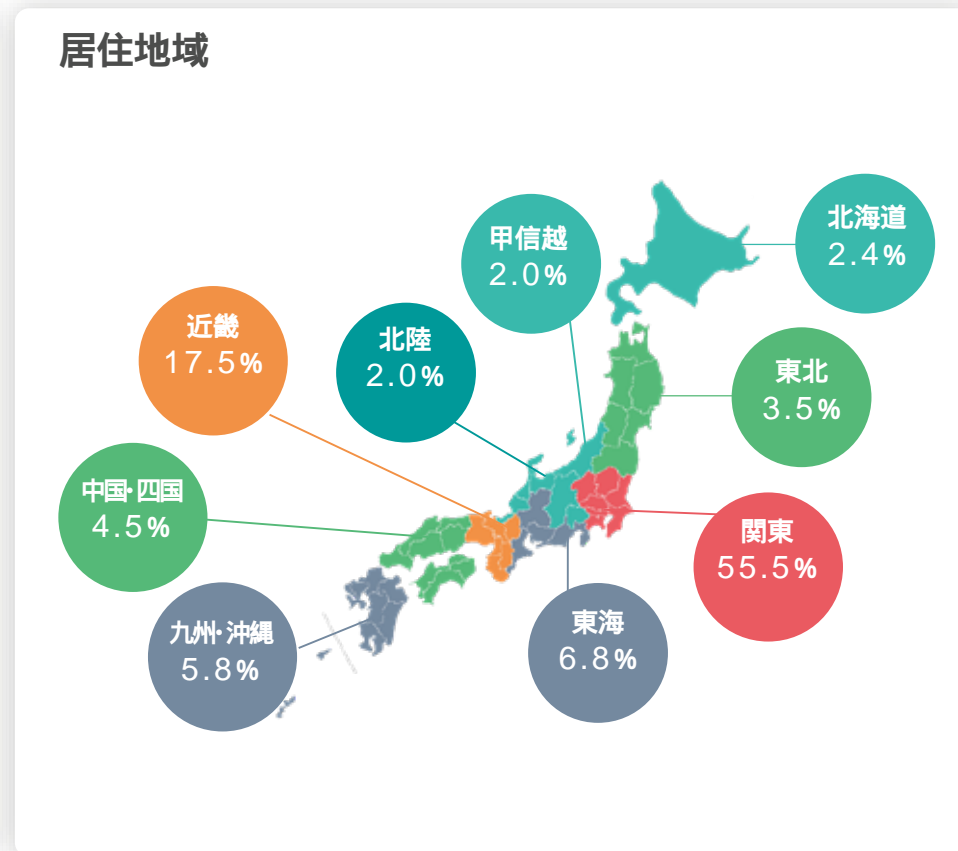 居住地域
北海道
2.4%
甲信越
2.0%
近畿
17.5%
北陸
2.0%
東北
3.5%
中国・四国
4.5%
関東
55.5%
九州・沖縄
5.8%
東海
6.8%